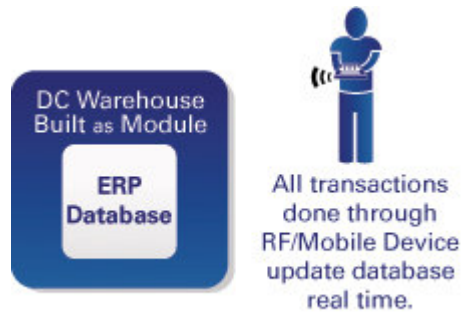 DC Warehouse
Built as Module
ERP
Database
All transactions
done through
RF/Mobile Device
update database
real time.